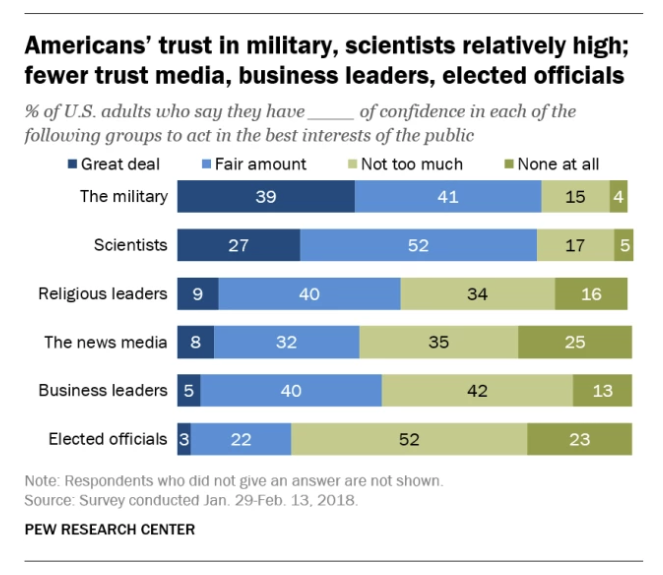 Americans' trust in military, scientists relatively high;
fewer trust media, business leaders, elected officials
% of U.S. adults who say they have _____ of confidence in each of the
following groups to act in the best interests of the public
Great deal Fair amount Not too much None at all
The military 39 41 15 4
Scientists 27 52 17 5
Religious leaders 9 40 34 16
The news media 8 32 35 25
Business leaders 5 40 42 13
Elected officials 3 22 52 23
Note: Respondents who did not give an answer are not shown.
Source: Survey conducted Jan. 29-Feb. 13, 2018.
PEW RESEARCH CENTER